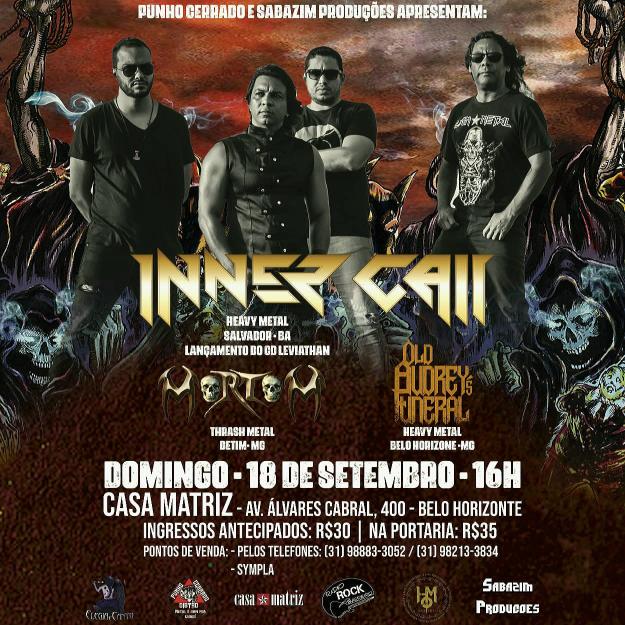 PUNHO CERRADO E SABAZIM PRODUÇÕES APRESENTAM:
INNER CALL
HEAVY METAL
SALVADOR - BA
LANÇAMENTO DO CD LEVIATHAN
MORTOM
THRASH METAL
BETIM - MG
OLD
AUDREY'S
FUNERAL
HEAVY METAL
BELO HORIZONE - MG
DOMINGO - 18 DE SETEMBRO - 16H
CASA MATRIZ - AV. ÁLVARES CABRAL, 400 - BELO HORIZONTE
INGRESSOS ANTECIPADOS: R$30 | NA PORTARIA: R$35
PONTOS DE VENDA: - PELOS TELEFONES: (31) 98883-3052 / (31) 98213-3834
- SYMPLA
casa matriz
ROCK
HM
SABAZIM
PRODUCOES